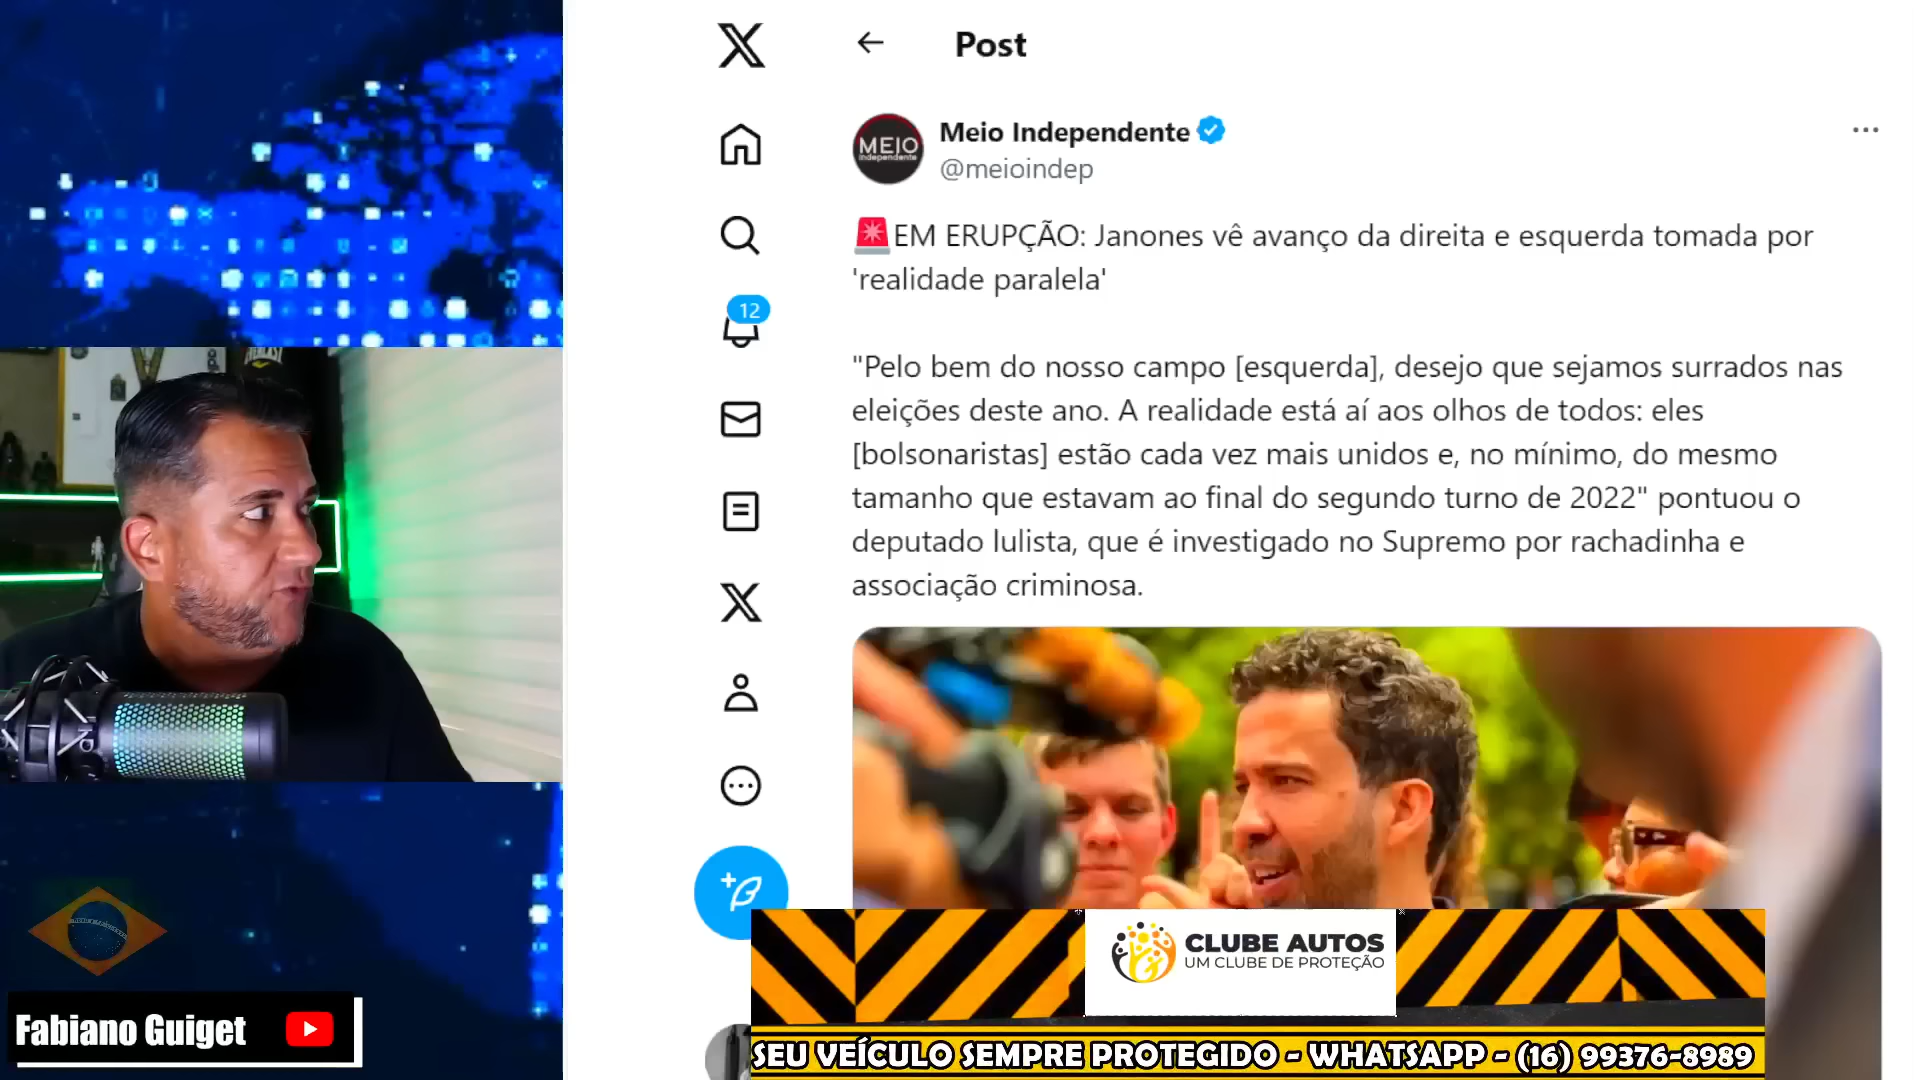 Post
MEIO
independente
Meio Independente
@meioindep
EM ERUPÇÃO: Janones vê avanço da direita e esquerda tomada por
'realidade paralela'
12
"Pelo bem do nosso campo [esquerda], desejo que sejamos surrados nas
eleições deste ano. A realidade está aí aos olhos de todos: eles
[bolsonaristas] estão cada vez mais unidos e, no mínimo, do mesmo
tamanho que estavam ao final do segundo turno de 2022" pontuou o
deputado lulista, que é investigado no Supremo por rachadinha e
associação criminosa.
EVERLAST
CLUBE AUTOS
UM CLUBE DE PROTEÇÃO
Fabiano Guiget
SEU VEÍCULO SEMPRE PROTEGIDO - WHATSAPP - (16) 99376-8989